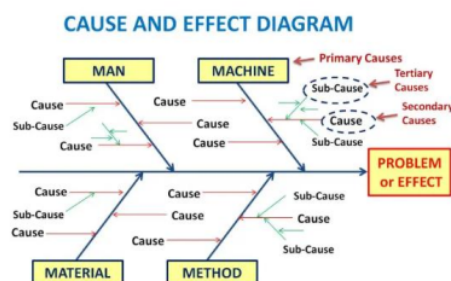 CAUSE AND EFFECT DIAGRAM
MAN
MACHINE
Primary Causes
Tertiary
Causes
Secondary
Causes
Cause
Sub-Cause
Cause
Cause
Cause
Cause
Cause
Sub-Cause
Cause
Sub-Cause
PROBLEM
or EFFECT
Cause
Sub-Cause
Cause
Cause
Cause
Cause
Sub-Cause
Cause
Sub-Cause
MATERIAL
METHOD